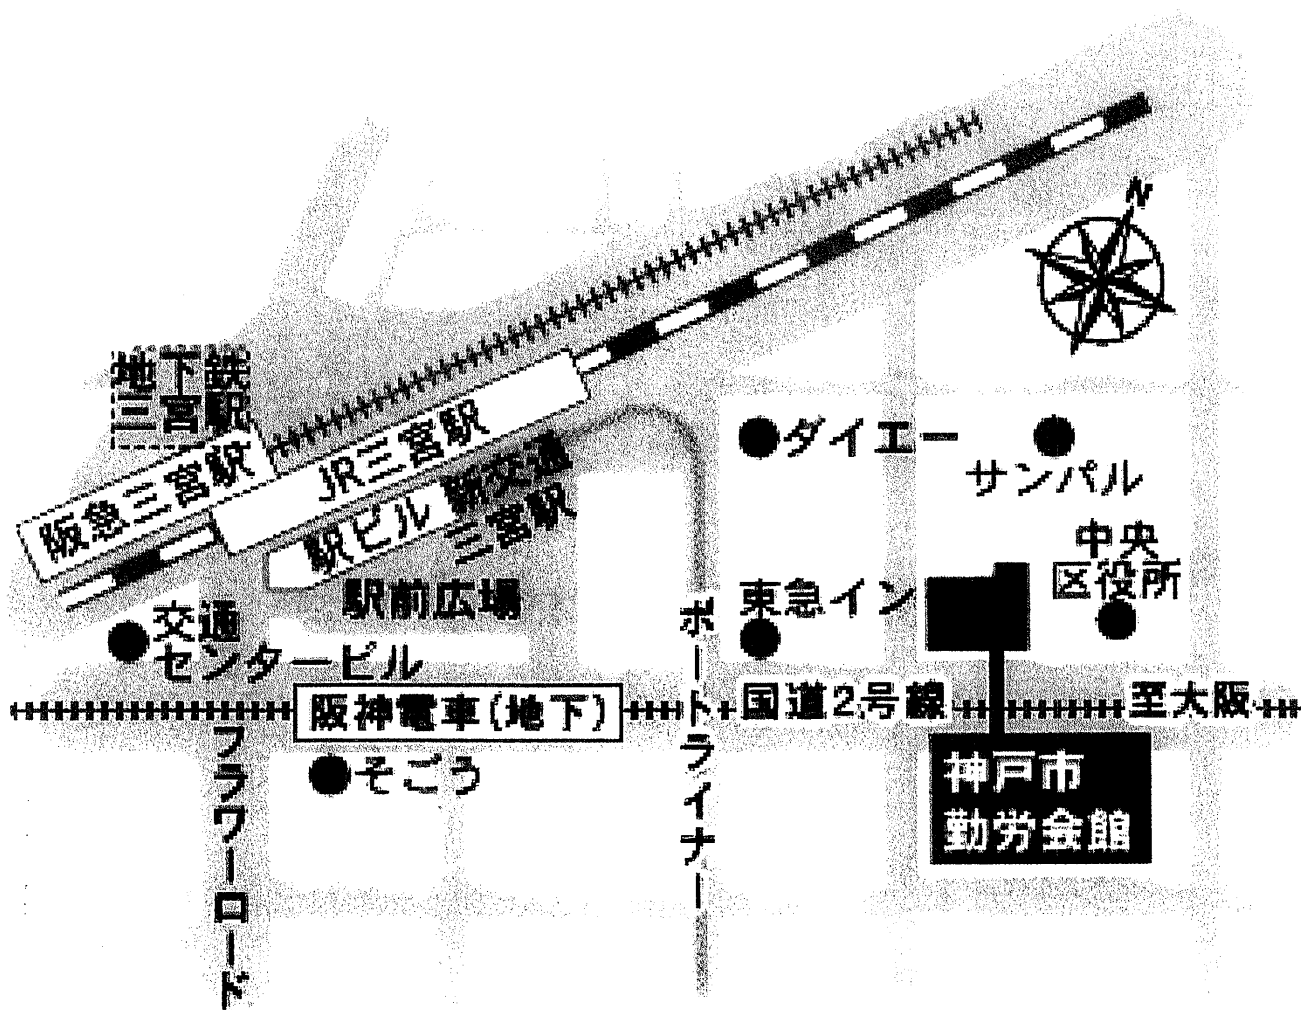 N
地下鉄
三宮駅
阪急三宮駅
JR三宮駅
駅ビル
新交通
三宮駅
駅前広場
ダイエー
サンパル
中央
区役所
東急イン
交通
センタービル
阪神電車(地下)
国道2号線
至大阪
そごう
フラワーロード
ポートライナー
神戸市
勤労会館